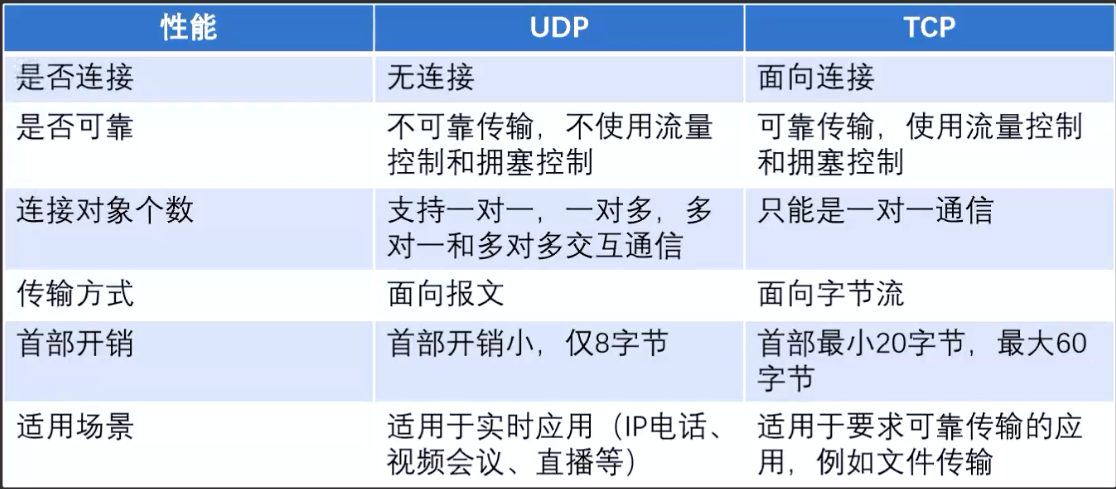 性能 UDP TCP
是否连接 无连接 面向连接
是否可靠 不可靠传输，不使用流量 可靠传输，使用流量控制
控制和拥塞控制 和拥塞控制
连接对象个数 支持一对一，一对多，多 只能是一对一通信
对一和多对多交互通信
传输方式 面向报文 面向字节流
首部开销 首部开销小，仅8字节 首部最小20字节，最大60
字节
适用场景 适用于实时应用（IP电话、 适用于要求可靠传输的应
视频会议、直播等） 用，例如文件传输